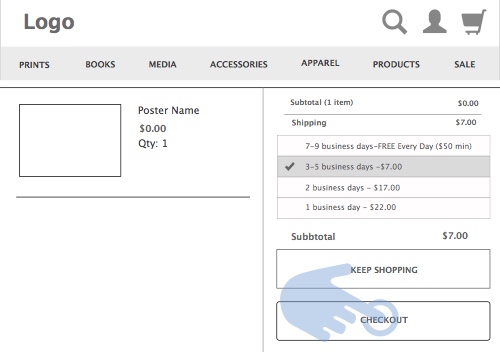 Logo
PRINTS BOOKS MEDIA ACCESSORIES APPAREL PRODUCTS SALE
Poster Name
$0.00
Qty: 1
Subtotal (1 item) $0.00
Shipping $7.00
7-9 business days-FREE Every Day ($50 min)
3-5 business days -$7.00
2 business days - $17.00
1 business day - $22.00
Subbtotal $7.00
KEEP SHOPPING
CHECKOUT